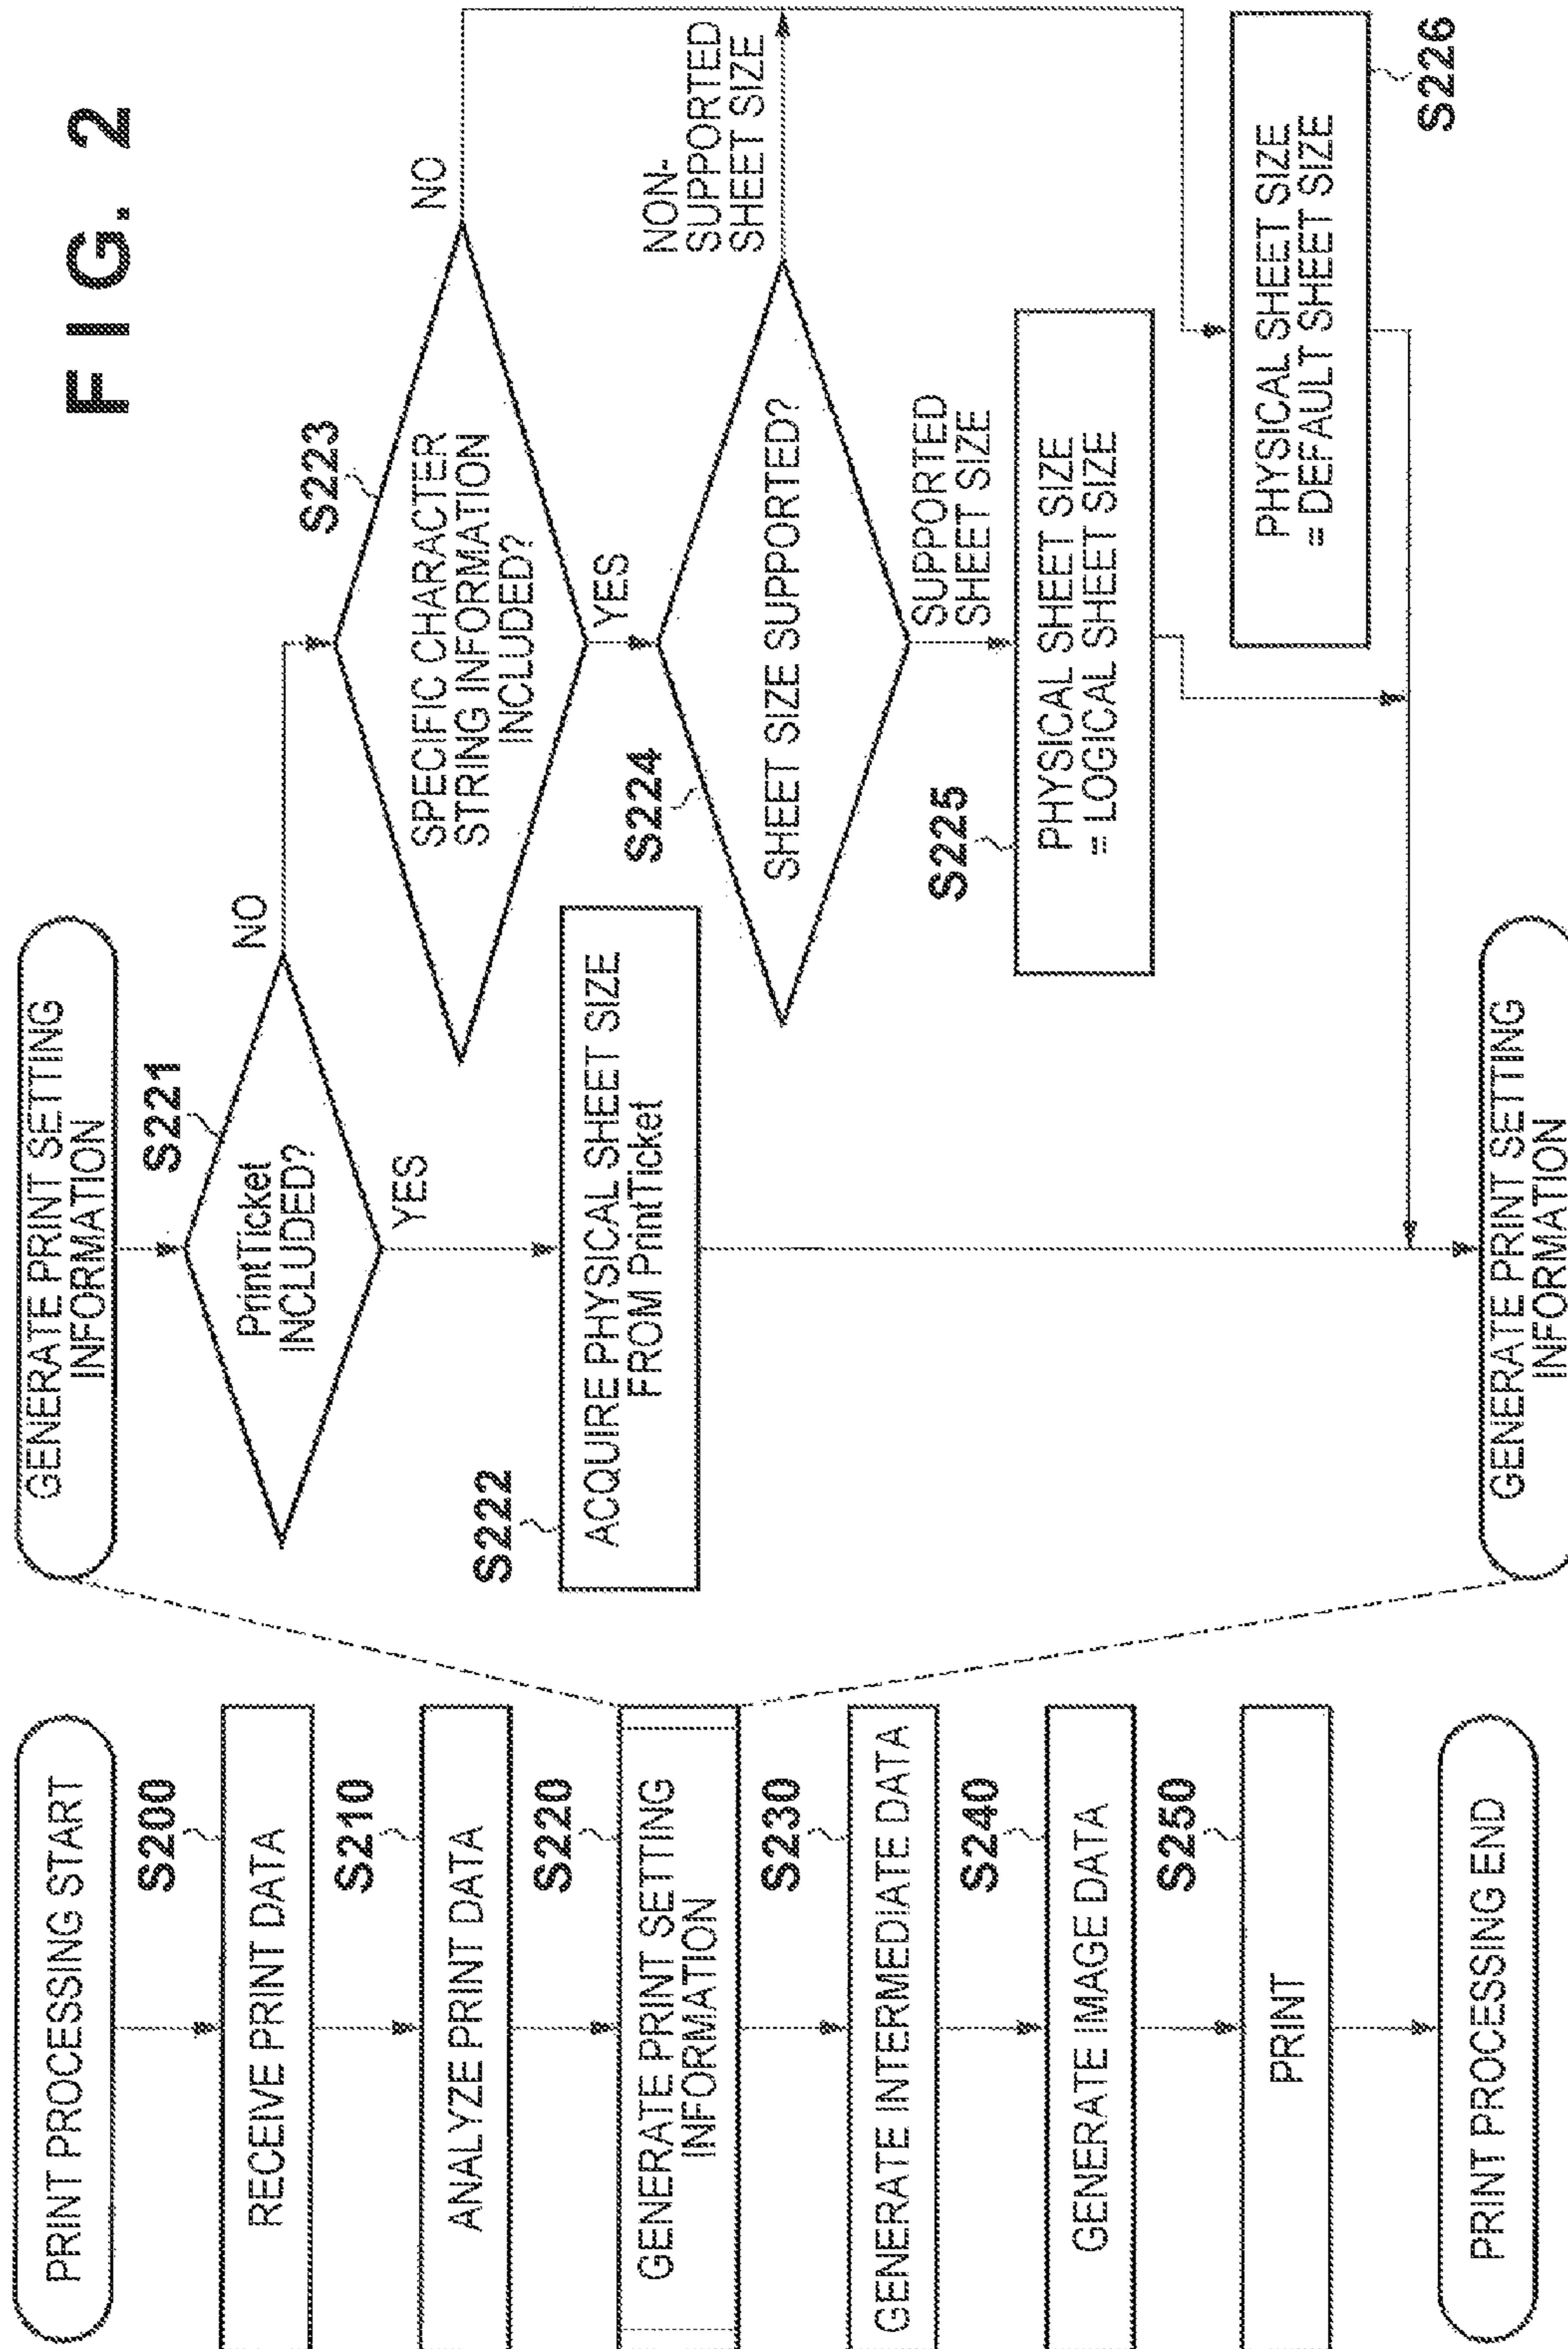 FIG. 2
PRINT PROCESSING START
S200
RECEIVE PRINT DATA
S210
ANALYZE PRINT DATA
S220
GENERATE PRINT SETTING
INFORMATION
S230
GENERATE INTERMEDIATE DATA
S240
GENERATE IMAGE DATA
S250
PRINT
PRINT PROCESSING END
GENERATE PRINT SETTING
INFORMATION
S221
PrintTicket
INCLUDED?
NO
YES
S222
ACQUIRE PHYSICAL SHEET SIZE
FROM PrintTicket
S223
SPECIFIC CHARACTER
STRING INFORMATION
INCLUDED?
NO
YES
S224
SHEET SIZE SUPPORTED?
NON-
SUPPORTED
SHEET SIZE
SUPPORTED
SHEET SIZE
S225
PHYSICAL SHEET SIZE
= LOGICAL SHEET SIZE
PHYSICAL SHEET SIZE
= DEFAULT SHEET SIZE
S226
GENERATE PRINT SETTING
INFORMATION